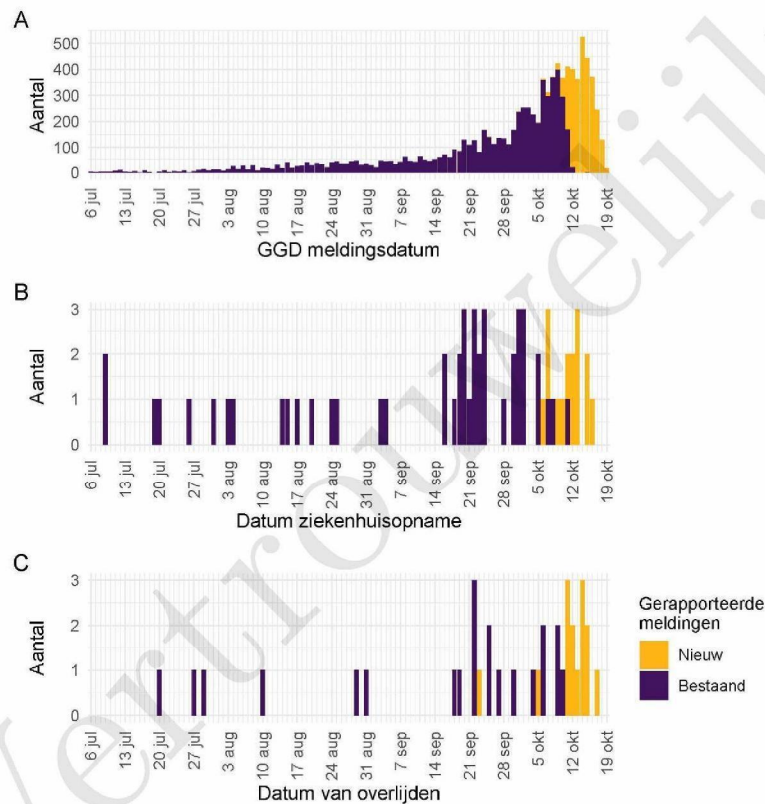 A
500
400
300
200
100
0
Aantal
6 jul 13 jul 20 jul 27 jul 3 aug 10 aug 17 aug 24 aug 31 aug 7 sep 14 sep 21 sep 28 sep 5 okt 12 okt 19 okt
GGD meldingsdatum
B
3
2
1
0
Aantal
6 jul 13 jul 20 jul 27 jul 3 aug 10 aug 17 aug 24 aug 31 aug 7 sep 14 sep 21 sep 28 sep 5 okt 12 okt 19 okt
Datum ziekenhuisopname
C
3
2
1
0
Aantal
6 jul 13 jul 20 jul 27 jul 3 aug 10 aug 17 aug 24 aug 31 aug 7 sep 14 sep 21 sep 28 sep 5 okt 12 okt 19 okt
Datum van overlijden
Gerapporteerde
meldingen
Nieuw
Bestaand
Vertrouwelijk